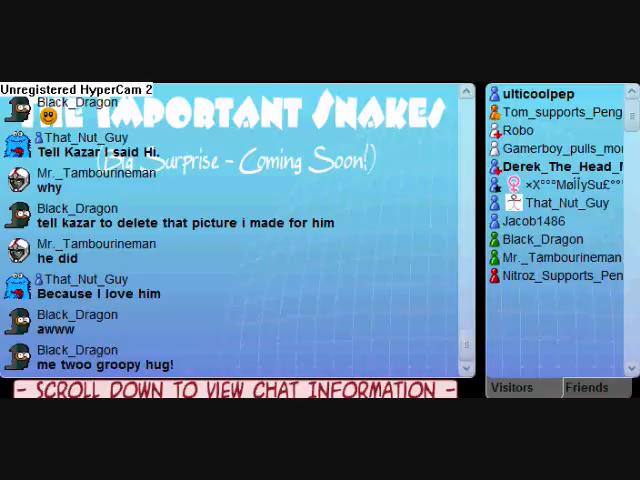 Unregistered HyperCam 2
The Important Snakes
(Big Surprise - Coming Soon!)
Black_Dragon
That_Nut_Guy
Tell Kazar I said Hi.
Mr._Tambourineman
why
Black_Dragon
tell kazar to delete that picture i made for him
Mr._Tambourineman
he did
That_Nut_Guy
Because I love him
Black_Dragon
awww
Black_Dragon
me twoo groopy hug!
- SCROLL DOWN TO VIEW CHAT INFORMATION -
ulticoolpep
Tom_supports_Peng
Robo
Gamerboy_pulls_mor
Derek_The_Head_M
×X°°°MøÏÏySu£°°°
That_Nut_Guy
Jacob1486
Black_Dragon
Mr._Tambourineman
Nitroz_Supports_Pen
Visitors
Friends